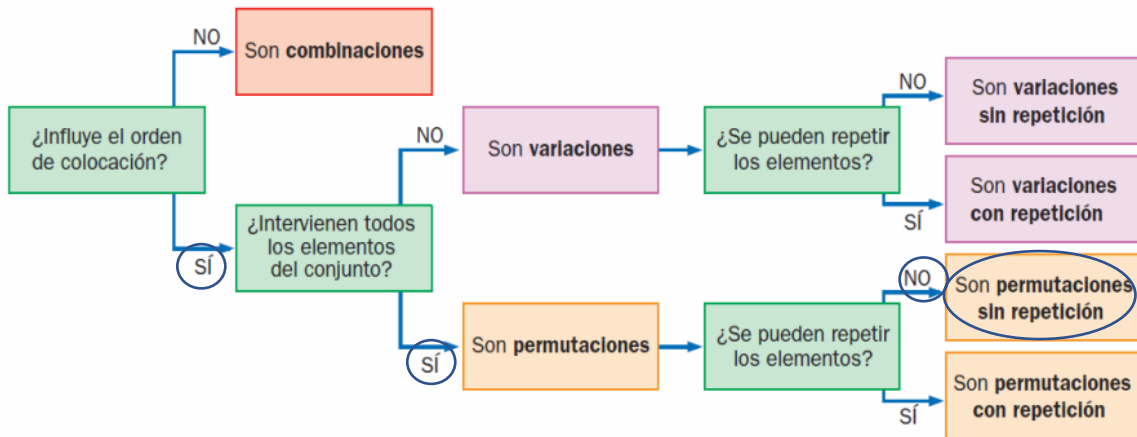 NO
Son combinaciones
¿Influye el orden
de colocación?
SÍ
¿Intervienen todos
los elementos
del conjunto?
NO
Son variaciones
¿Se pueden repetir
los elementos?
NO
Son variaciones
sin repetición
SÍ
Son variaciones
con repetición
SÍ
Son permutaciones
¿Se pueden repetir
los elementos?
NO
Son permutaciones
sin repetición
SÍ
Son permutaciones
con repetición